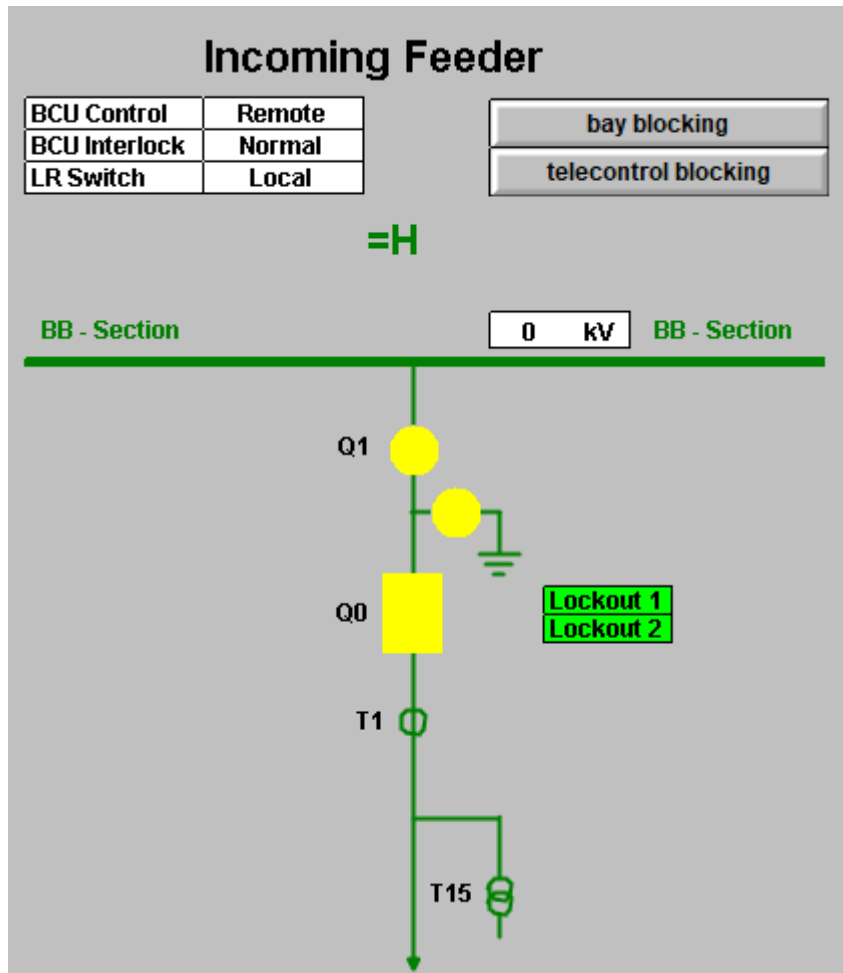 Incoming Feeder
BCU Control Remote
BCU Interlock Normal
LR Switch Local
bay blocking
telecontrol blocking
=H
BB - Section
0 kV
BB - Section
Q1
Q0
Lockout 1
Lockout 2
T1
T15